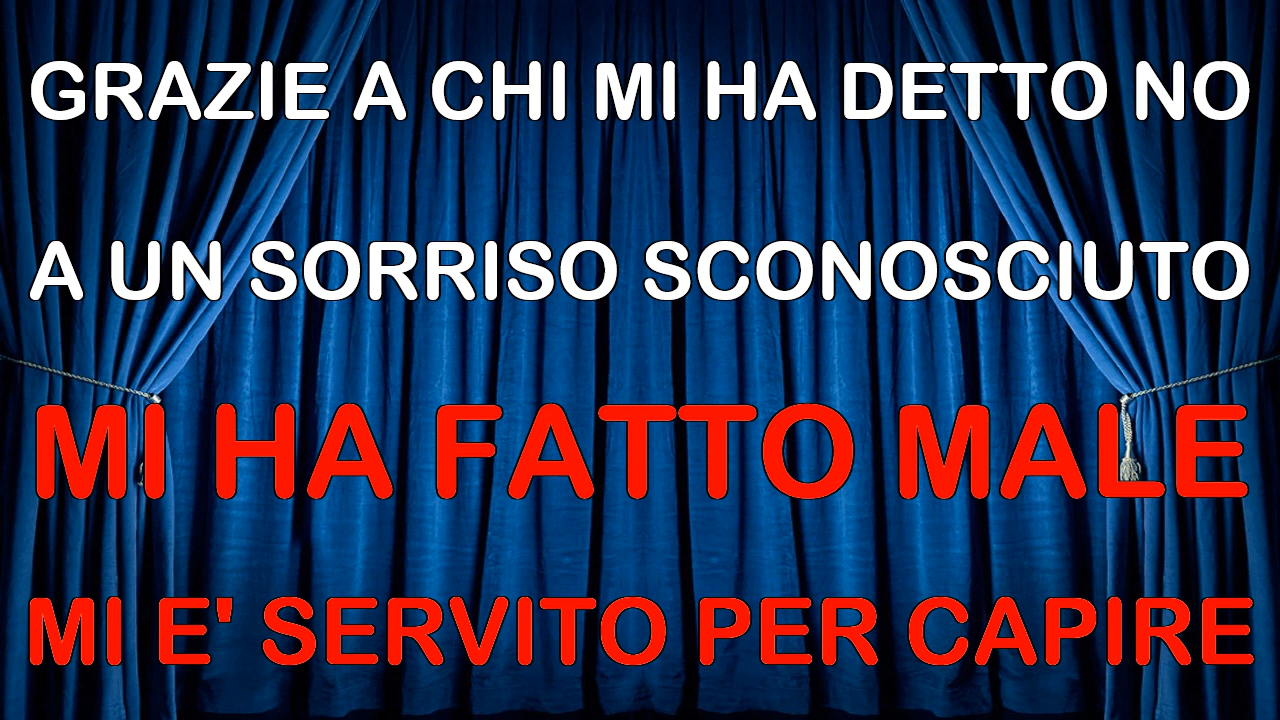 GRAZIE A CHI MI HA DETTO NO
A UN SORRISO SCONOSCIUTO
MI HA FATTO MALE
MI E' SERVITO PER CAPIRE